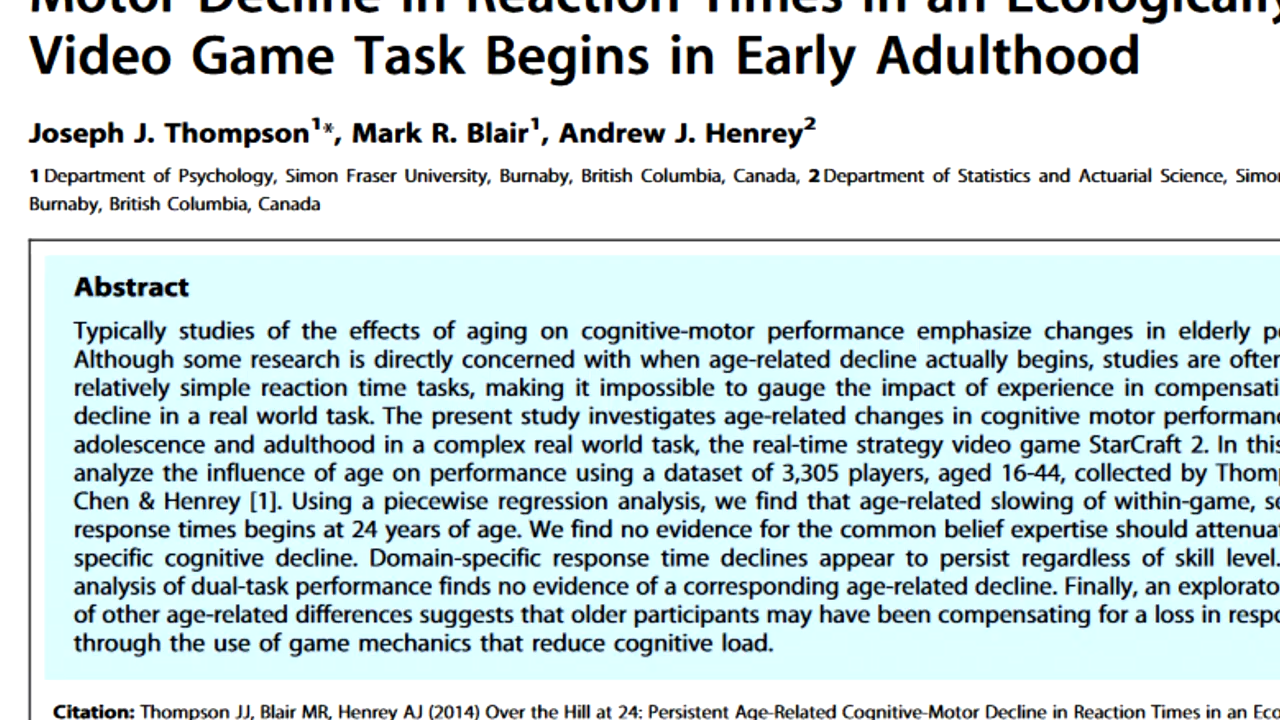 Motor Decline in Reaction Times in an Ecologically
Video Game Task Begins in Early Adulthood
Joseph J. Thompson1*, Mark R. Blair1, Andrew J. Henrey2
1 Department of Psychology, Simon Fraser University, Burnaby, British Columbia, Canada, 2 Department of Statistics and Actuarial Science,
Burnaby, British Columbia, Canada
Abstract
Typically studies of the effects of aging on cognitive-motor performance emphasize changes in elderly
Although some research is directly concerned with when age-related decline actually begins, studies are often
relatively simple reaction time tasks, making it impossible to gauge the impact of experience in
decline in a real world task. The present study investigates age-related changes in cognitive motor
adolescence and adulthood in a complex real world task, the real-time strategy video game StarCraft 2. In this
analyze the influence of age on performance using a dataset of 3,305 players, aged 16-44, collected by
Chen & Henrey [1]. Using a piecewise regression analysis, we find that age-related slowing of within-game,
response times begins at 24 years of age. We find no evidence for the common belief expertise should
specific cognitive decline. Domain-specific response time declines appear to persist regardless of skill level.
analysis of dual-task performance finds no evidence of a corresponding age-related decline. Finally, an
of other age-related differences suggests that older participants may have been compensating for a loss in
through the use of game mechanics that reduce cognitive load.
Citation: Thompson JJ, Blair MR, Henrey AJ (2014) Over the Hill at 24: Persistent Age-Related Cognitive-Motor Decline in Reaction Times in an